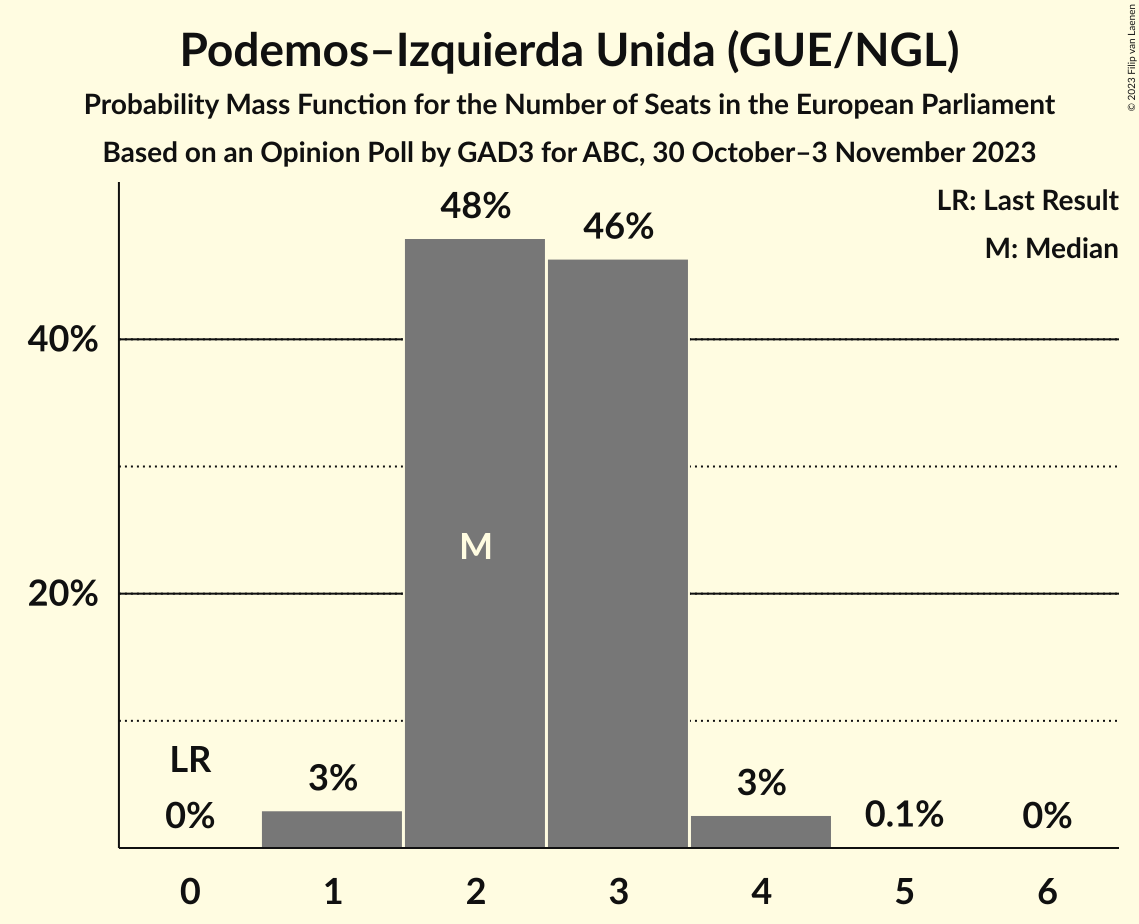 Podemos–Izquierda Unida (GUE/NGL)
Probability Mass Function for the Number of Seats in the European Parliament
Based on an Opinion Poll by GAD3 for ABC, 30 October–3 November 2023
© 2023 Filip van Laenen
LR: Last Result
M: Median
48%
46%
40%
M
20%
LR
0%
3%
3%
0.1%
0%
0 1 2 3 4 5 6